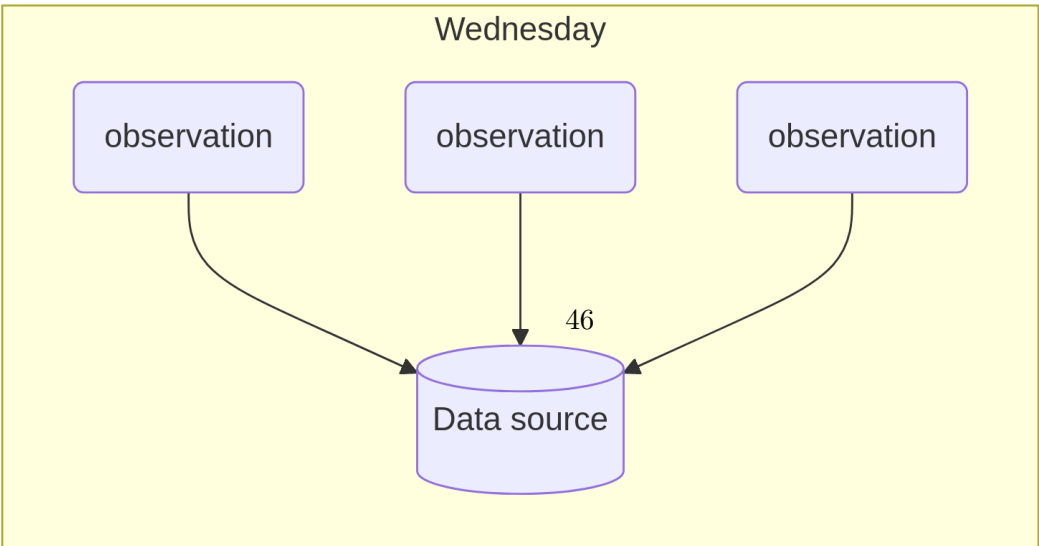 Wednesday
observation
observation
observation
46
Data source